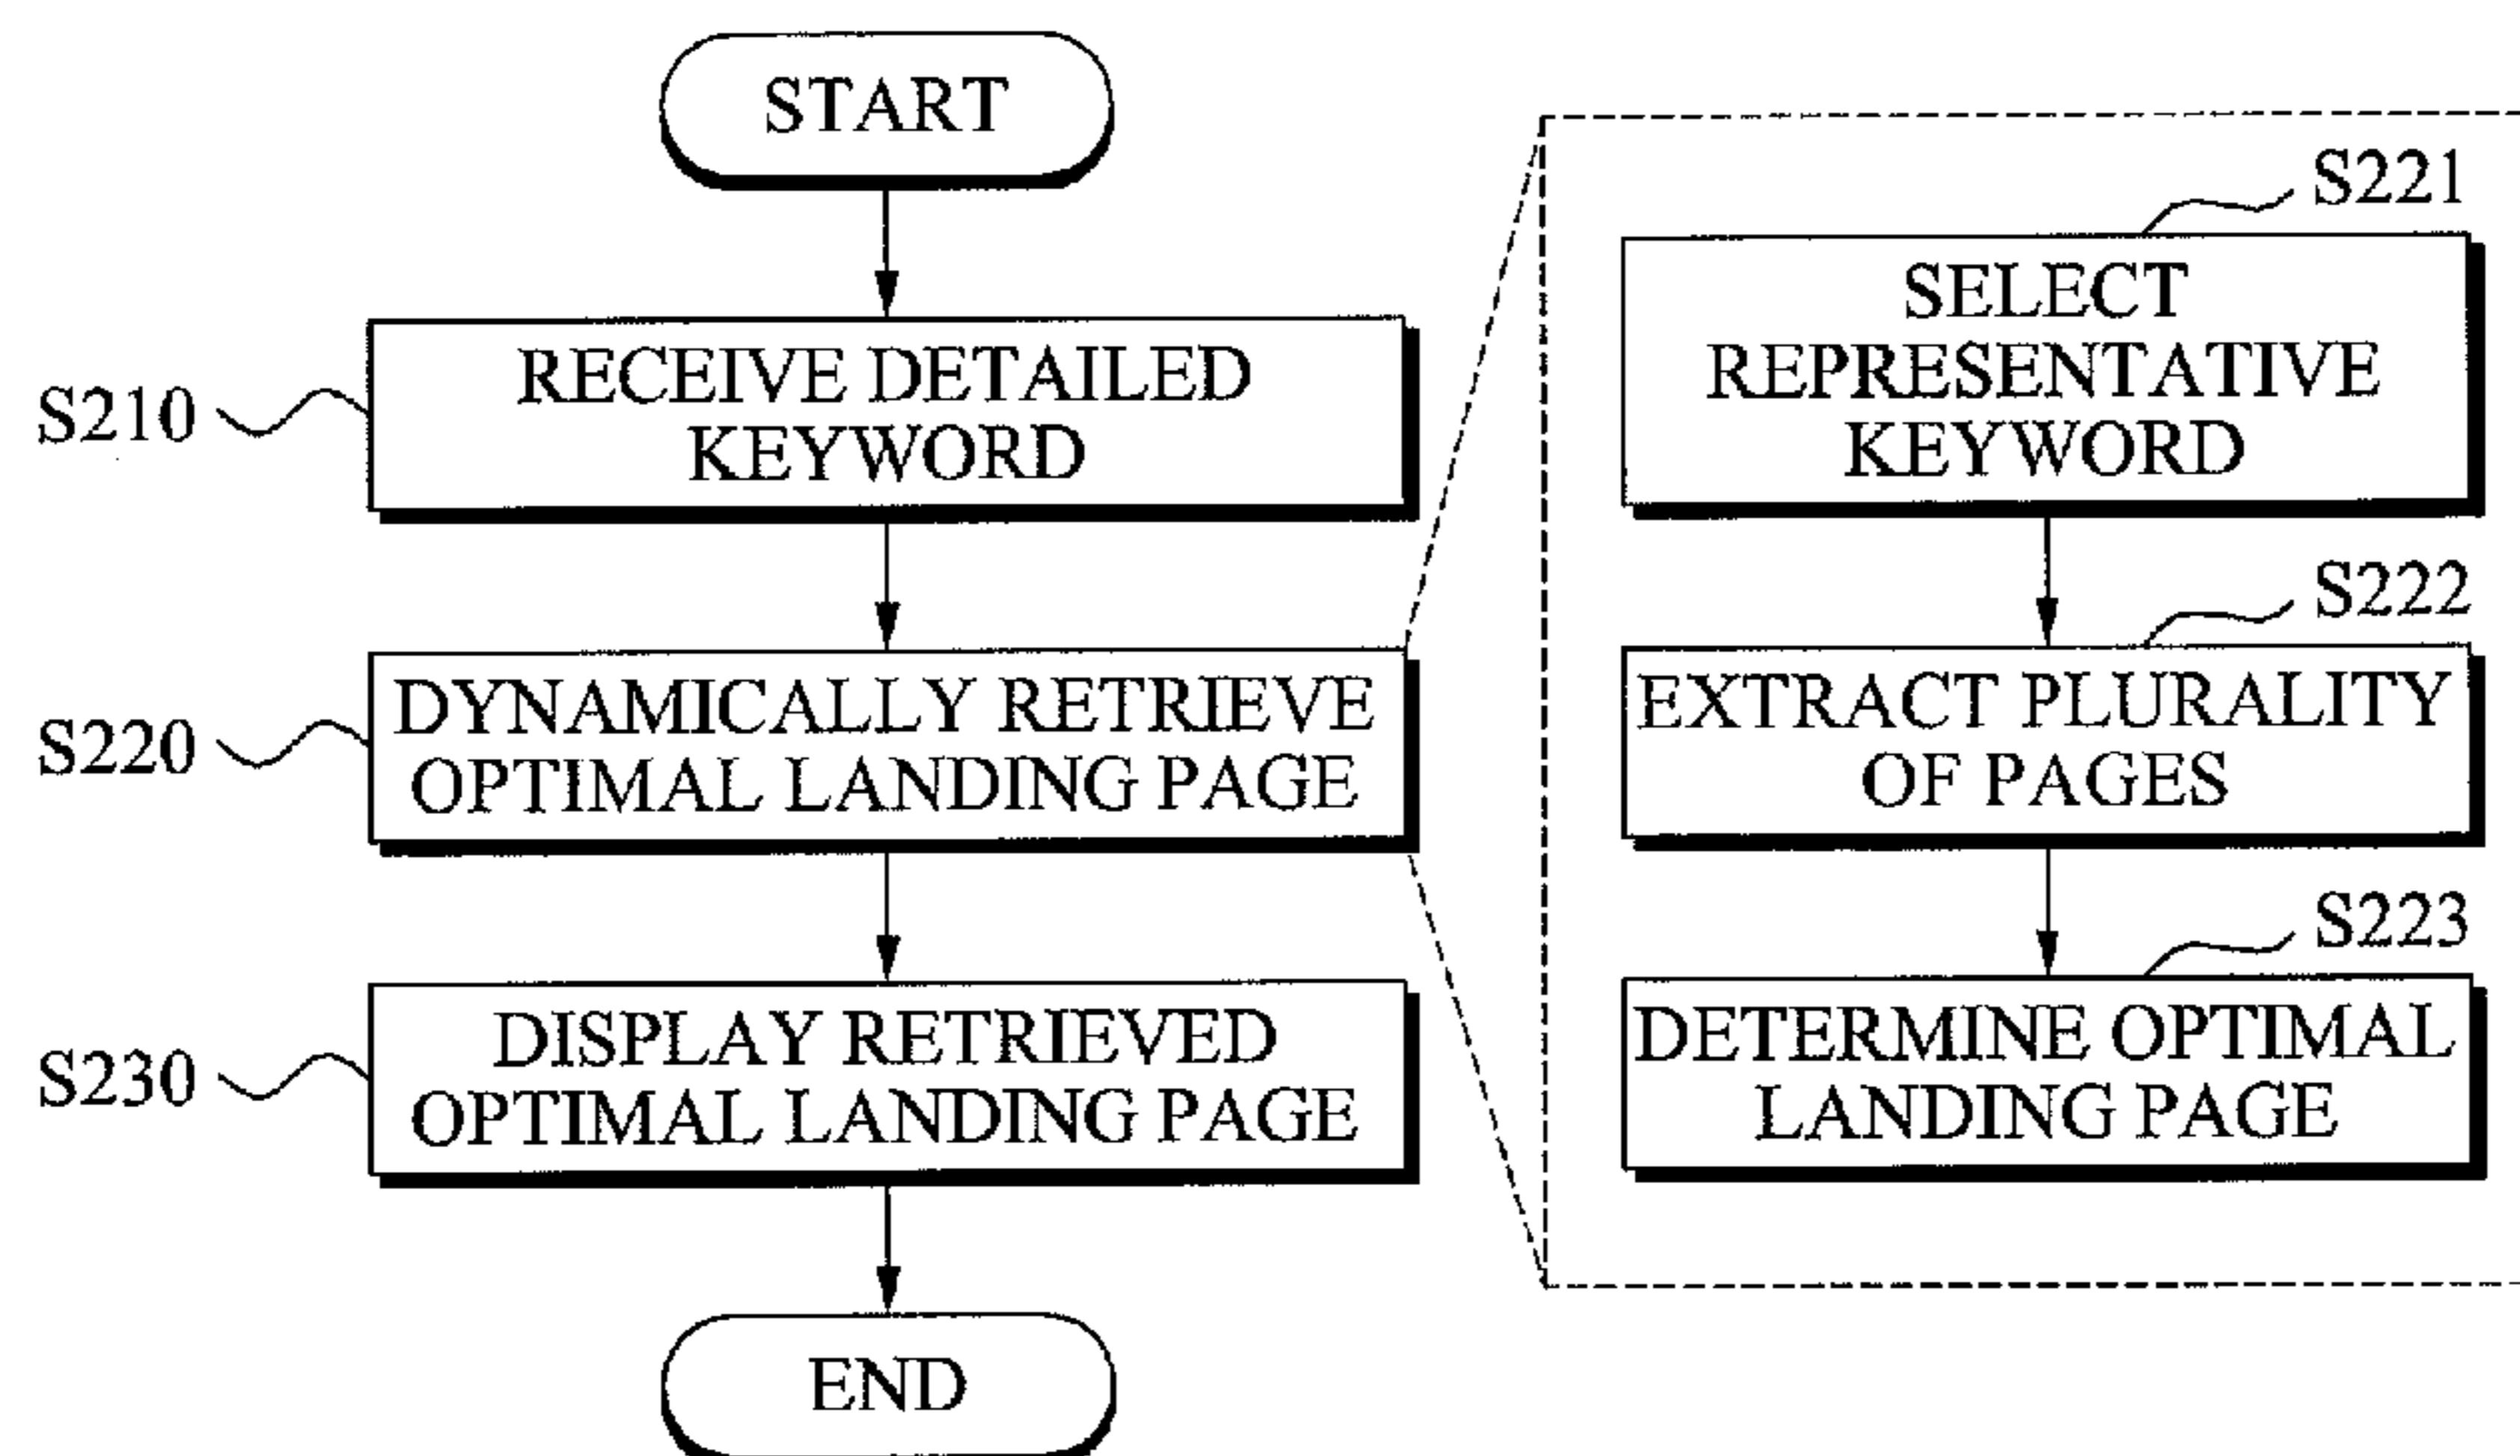 START
S210
RECEIVE DETAILED
KEYWORD
S220
DYNAMICALLY RETRIEVE
OPTIMAL LANDING PAGE
S230
DISPLAY RETRIEVED
OPTIMAL LANDING PAGE
END
S221
SELECT
REPRESENTATIVE
KEYWORD
S222
EXTRACT PLURALITY
OF PAGES
S223
DETERMINE OPTIMAL
LANDING PAGE